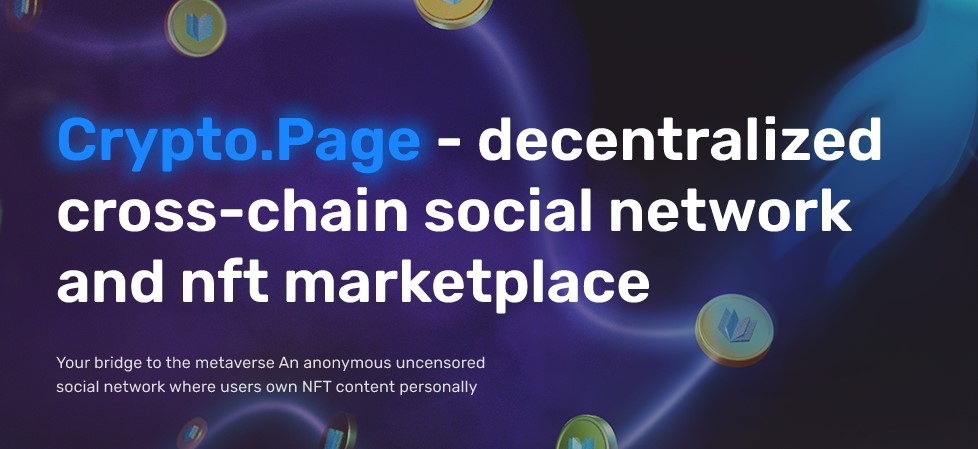 Crypto.Page - decentralized
cross-chain social network
and nft marketplace
Your bridge to the metaverse An anonymous uncensored
social network where users own NFT content personally